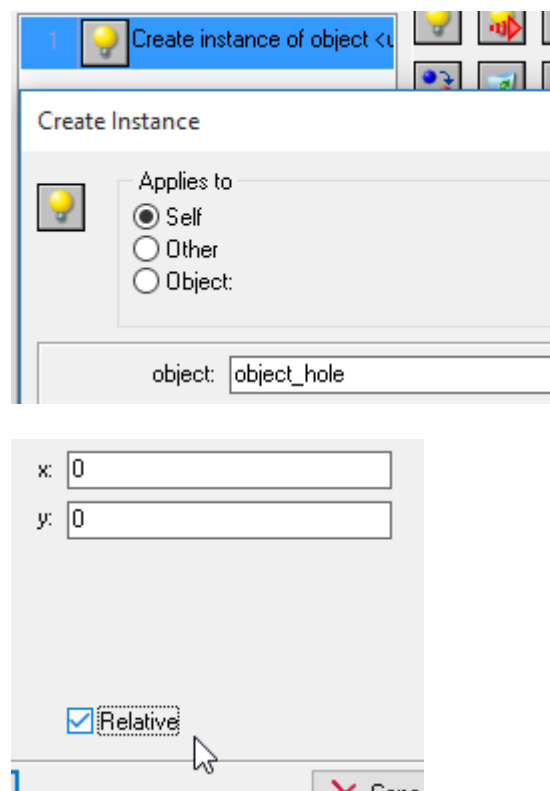 1 Create instance of object <u
Create Instance
Applies to
Self
Other
Object:
object: object_hole
x: 0
y: 0
Relative